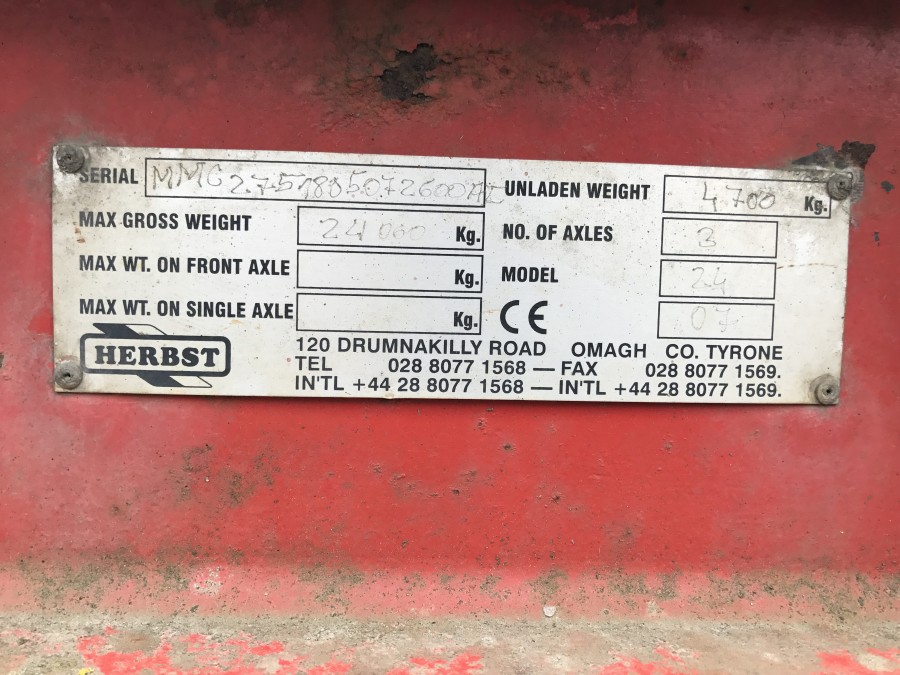 SERIAL
UNLADEN WEIGHT 4700 Kg.
MAX GROSS WEIGHT 24000 Kg.
NO. OF AXLES 3
MAX WT. ON FRONT AXLE Kg.
MODEL 24
MAX WT. ON SINGLE AXLE Kg.
CE 07
HERBST
120 DRUMNAKILLY ROAD OMAGH CO. TYRONE
TEL 028 8077 1568 — FAX 028 8077 1569.
IN'TL +44 28 8077 1568 — IN'TL +44 28 8077 1569.